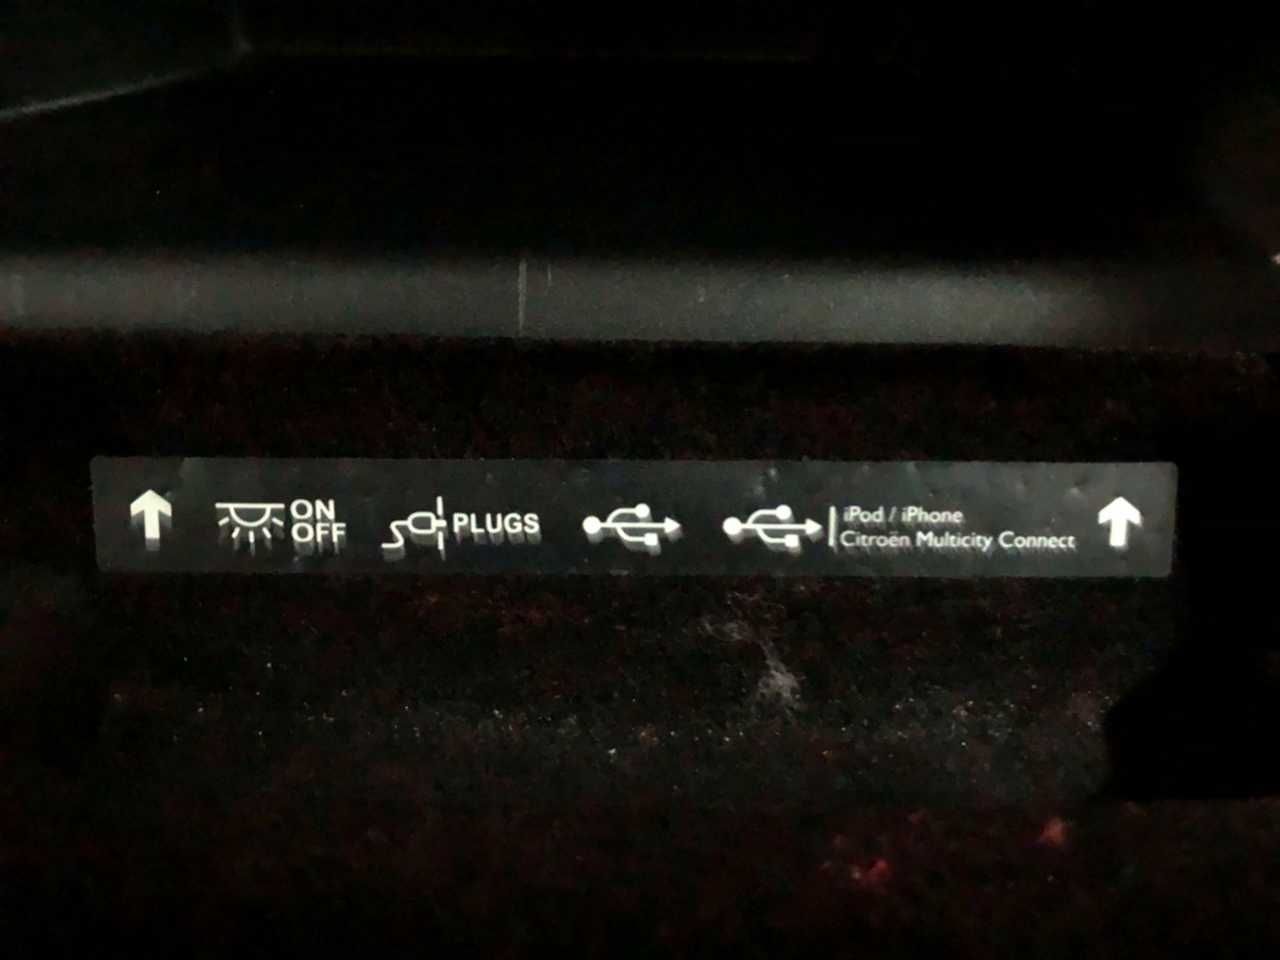 ON
OFF
PLUGS
iPod / iPhone
Citroën Multicity Connect